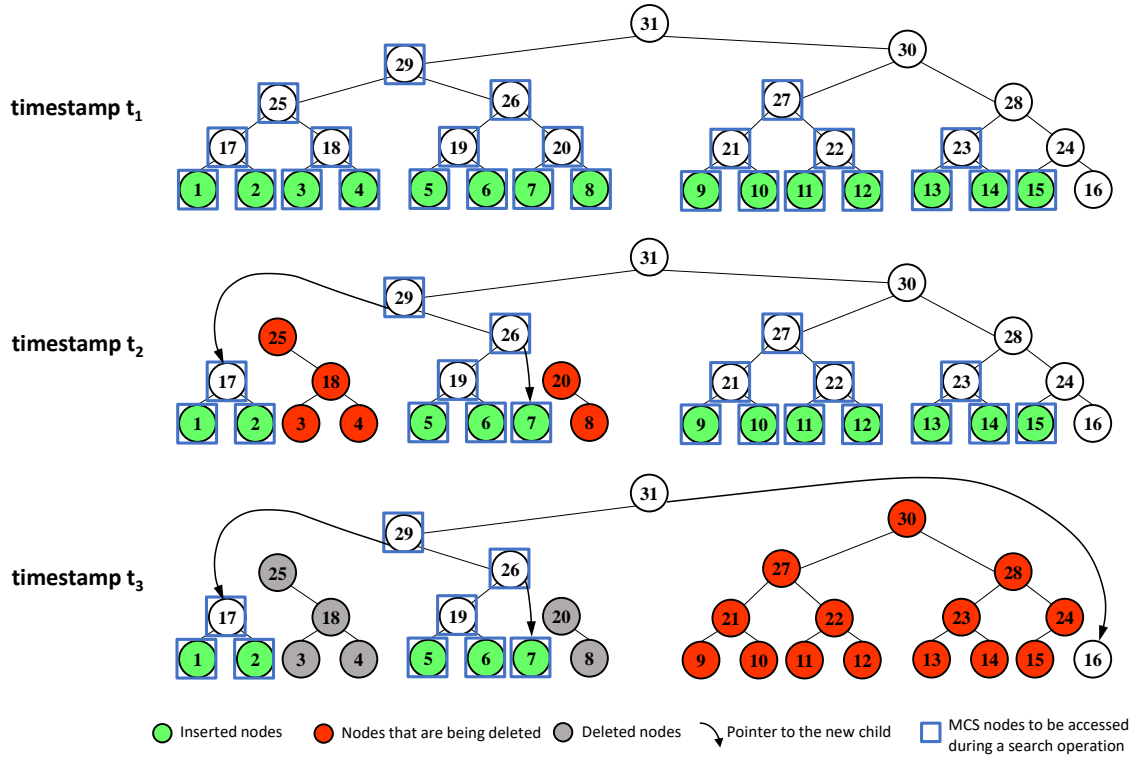 31
29 30
25 26 27 28
timestamp t1
17 18 19 20 21 22 23 24
1 2 3 4 5 6 7 8 9 10 11 12 13 14 15 16
31
29 30
25 26 27 28
timestamp t2
17 18 19 20 21 22 23 24
1 2 3 4 5 6 7 8 9 10 11 12 13 14 15 16
31
29 30
25 26 27 28
timestamp t3
17 18 19 20 21 22 23 24
1 2 3 4 5 6 7 8 9 10 11 12 13 14 15 16
Inserted nodes Nodes that are being deleted Deleted nodes Pointer to the new child MCS nodes to be accessed
during a search operation